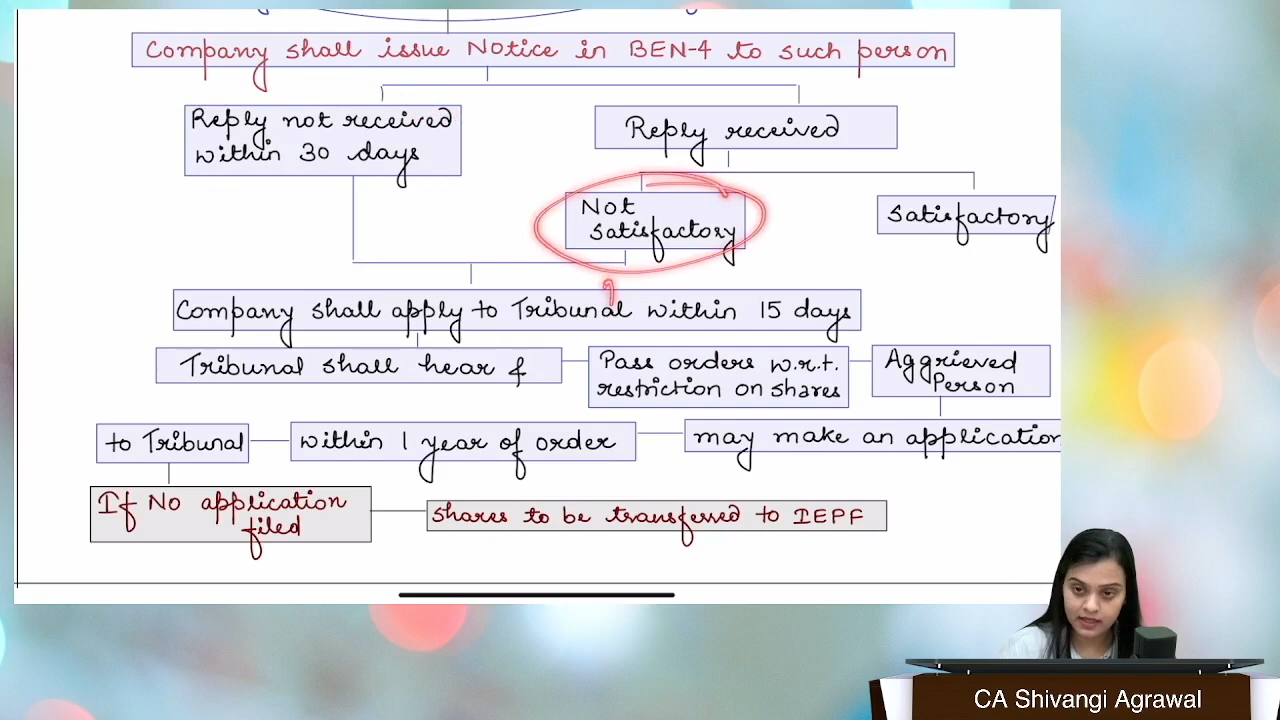 Company shall issue Notice in BEN-4 to such person
Reply not received
within 30 days
Reply received
Not
satisfactory
satisfactory
Company shall apply to Tribunal within 15 days
Tribunal shall hear &
Pass orders w.r.t.
restriction on shares
Aggrieved
Person
to Tribunal
within 1 year of order
may make an application
If No application
filed
shares to be transferred to IEPF
CA Shivangi Agrawal